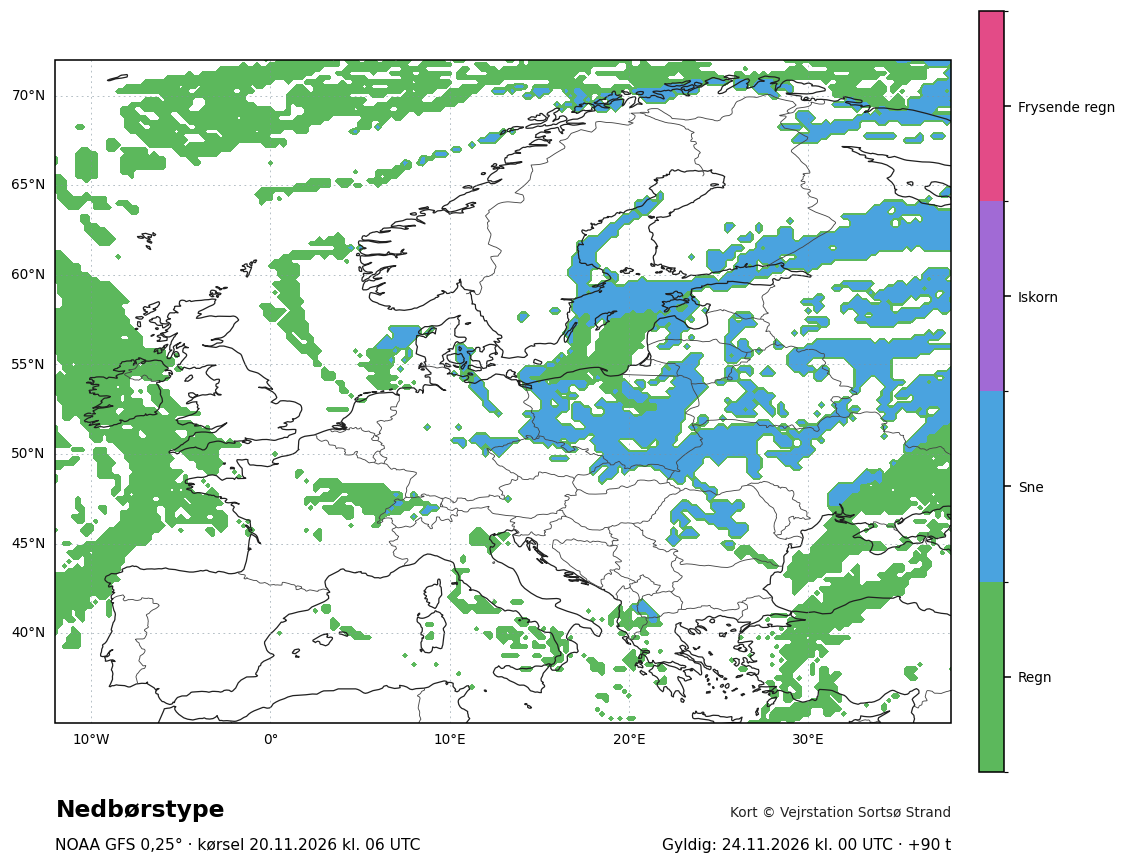 70°N
65°N
60°N
55°N
50°N
45°N
40°N
10°W
0°
10°E
20°E
30°E
Frysende regn
Iskorn
Sne
Regn
Nedbørstype
Kort © Vejrstation Sortsø Strand
NOAA GFS 0,25° · kørsel 20.11.2026 kl. 06 UTC
Gyldig: 24.11.2026 kl. 00 UTC · +90 t